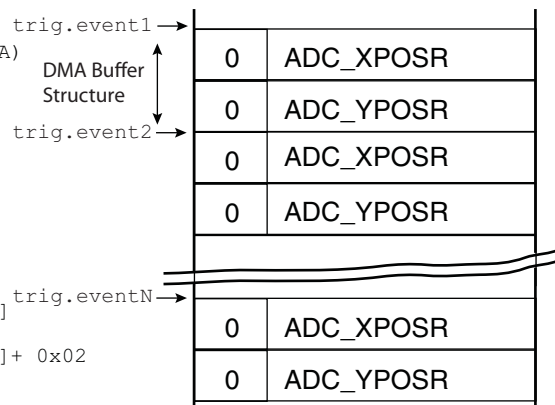 trig.event1
A)
0 ADC_XPOSR
DMA Buffer
Structure
0 ADC_YPOSR
trig.event2
0 ADC_XPOSR
0 ADC_YPOSR
trig.eventN
]
0 ADC_XPOSR
]+ 0x02
0 ADC_YPOSR